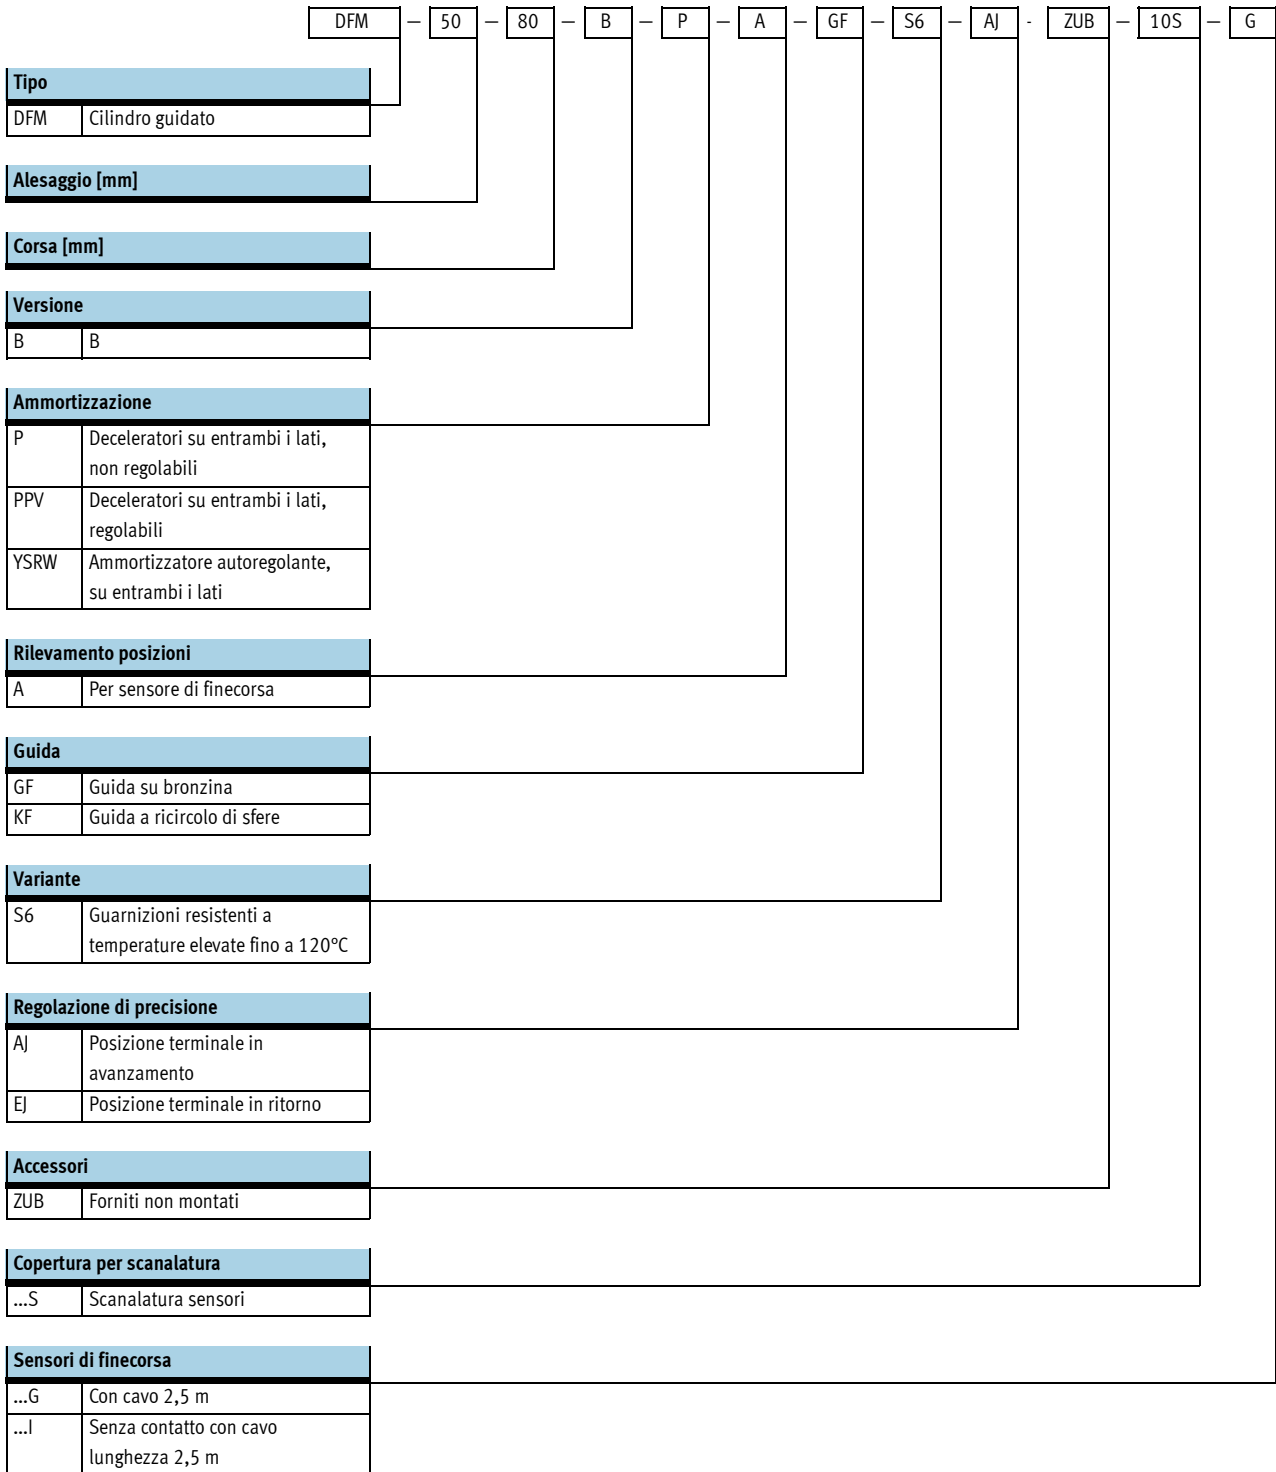 DFM — 50 — 80 — B — P — A — GF — S6 — AJ - ZUB — 10S — G
Tipo
DFM Cilindro guidato
Alesaggio [mm]
Corsa [mm]
Versione
B B
Ammortizzazione
P Deceleratori su entrambi i lati,
non regolabili
PPV Deceleratori su entrambi i lati,
regolabili
YSRW Ammortizzatore autoregolante,
su entrambi i lati
Rilevamento posizioni
A Per sensore di finecorsa
Guida
GF Guida su bronzina
KF Guida a ricircolo di sfere
Variante
S6 Guarnizioni resistenti a
temperature elevate fino a 120°C
Regolazione di precisione
AJ Posizione terminale in
avanzamento
EJ Posizione terminale in ritorno
Accessori
ZUB Forniti non montati
Copertura per scanalatura
...S Scanalatura sensori
Sensori di finecorsa
...G Con cavo 2,5 m
...I Senza contatto con cavo
lunghezza 2,5 m